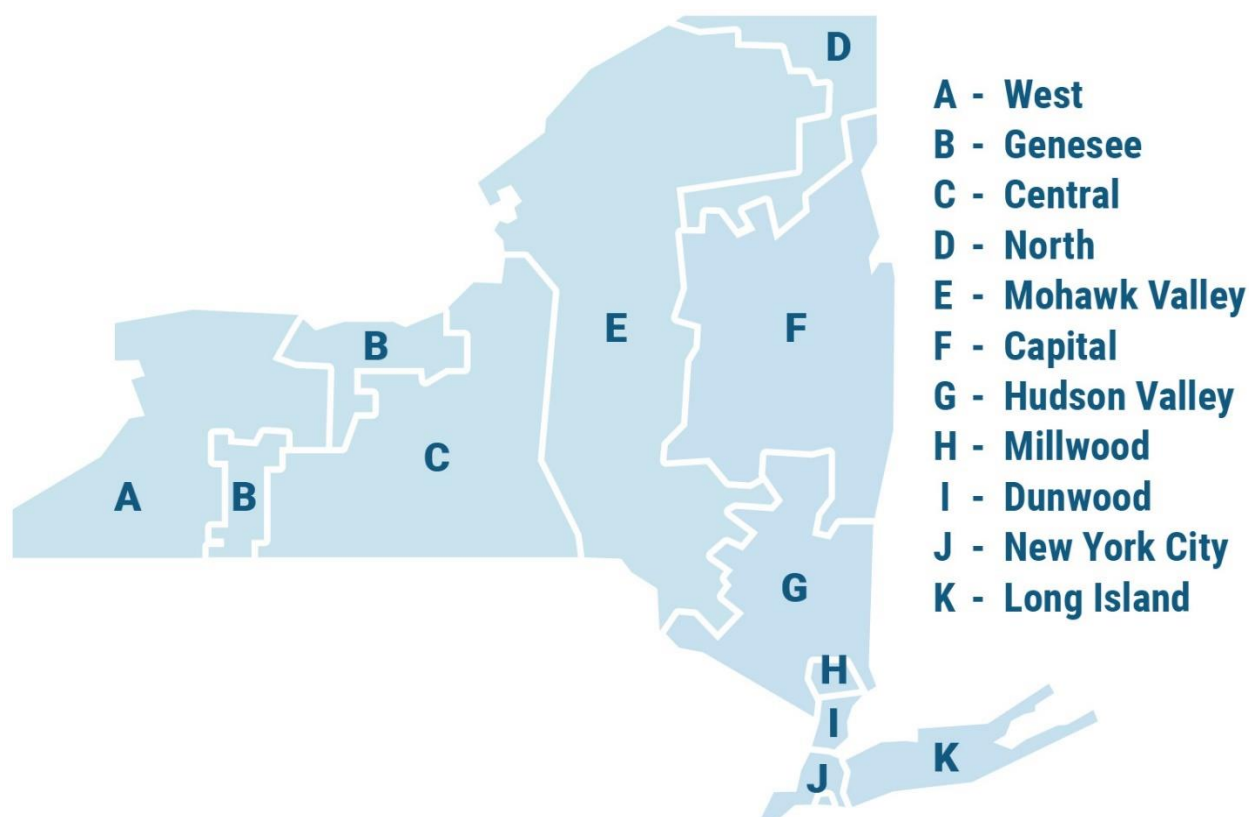 D
A - West
B - Genesee
C - Central
D - North
E - Mohawk Valley
F - Capital
G - Hudson Valley
H - Millwood
I - Dunwood
J - New York City
K - Long Island
E
F
B
C
A
B
G
H
I
K
J